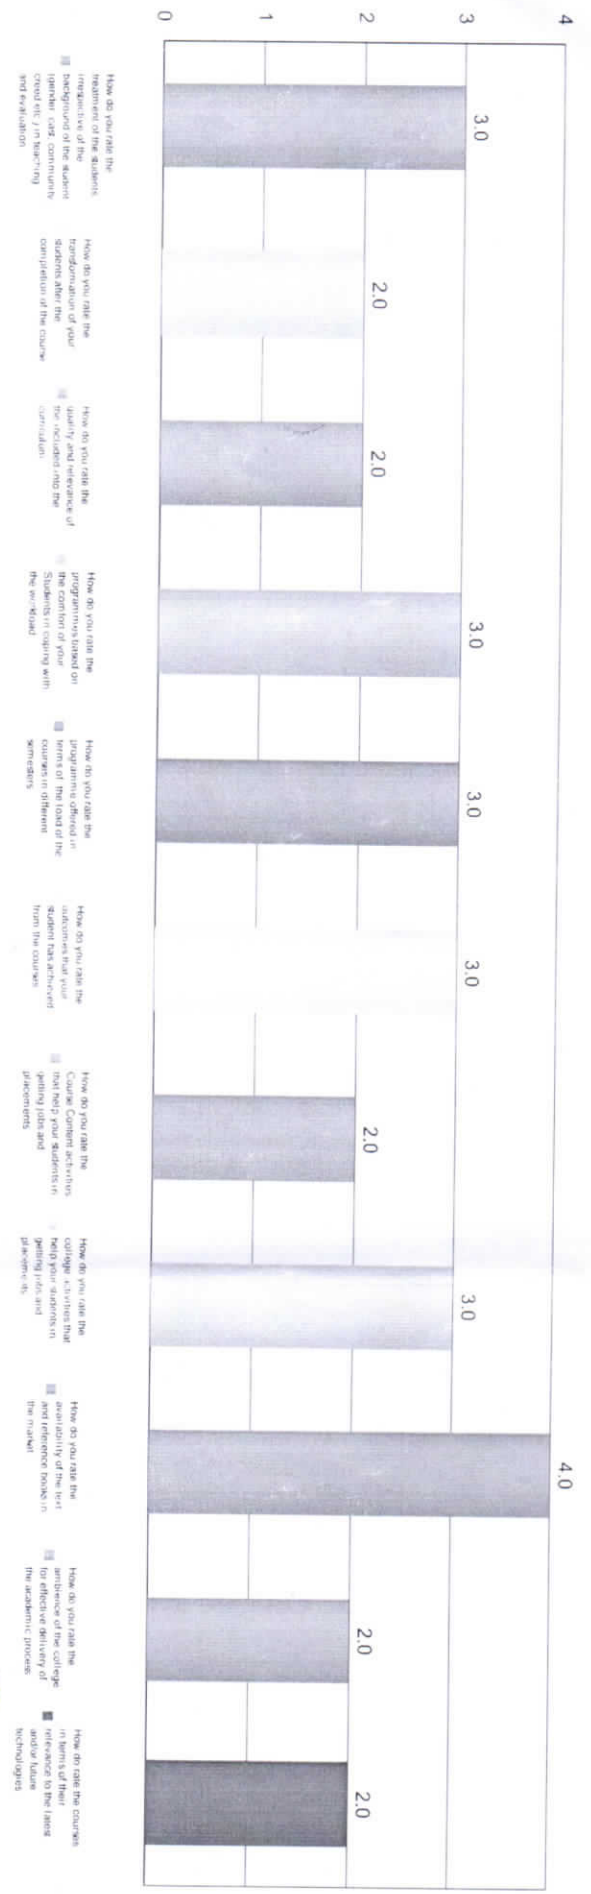 4
3
2
1
0
3.0
2.0
2.0
3.0
3.0
3.0
2.0
3.0
4.0
2.0
2.0
How do you rate the
treatment of the students
irrespective of the
background of the student
(gender, cast, community
creed etc.) in teaching
and evaluation
How do you rate the
transformation of your
students after the
completion of the course
How do you rate the
quality and relevance of
the included into the
curriculum
How do you rate the
programmes based on
the comfort of your
Students in coping with
the workload
How do you rate the
programme offered in
terms of the load of the
courses in different
semesters
How do you rate the
outcomes that your
student has achieved
from the courses
How do you rate the
Course Content activities
that help your students in
getting jobs and
placements
How do you rate the
college activities that
help your students in
getting jobs and
placements
How do you rate the
availability of the text
and reference books in
the market
How do you rate the
ambience of the college
for effective delivery of
the academic process
How do rate the courses
in terms of their
relevance to the latest
and/or future
technologies